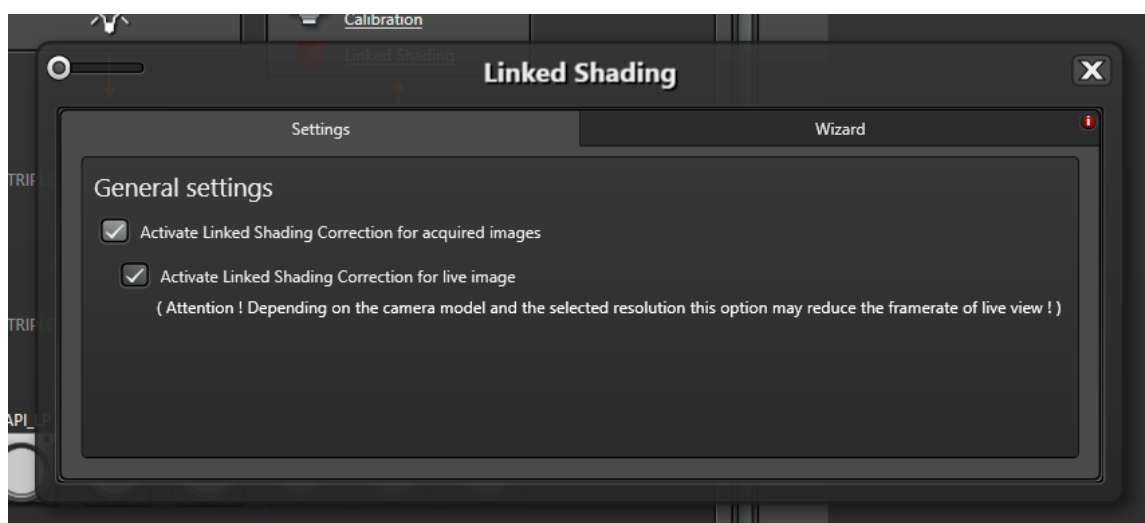 Calibration
Linked Shading
Linked Shading
X
Settings
Wizard
General settings
Activate Linked Shading Correction for acquired images
Activate Linked Shading Correction for live image
( Attention ! Depending on the camera model and the selected resolution this option may reduce the framerate of live view ! )